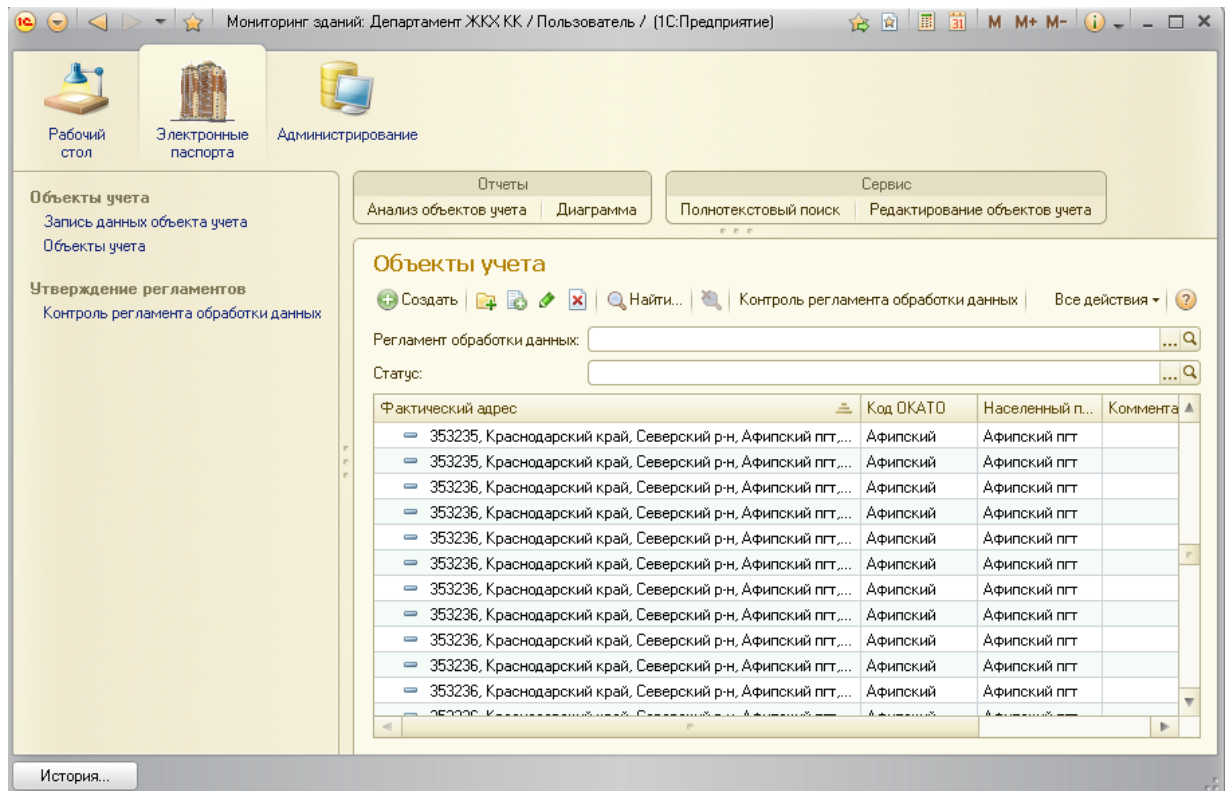 Мониторинг зданий: Департамент ЖКХ КК / Пользователь / (1С:Предприятие)
M M+ M-
31
Рабочий
стол
Электронные
паспорта
Администрирование
Объекты учета
Запись данных объекта учета
Объекты учета
Утверждение регламентов
Контроль регламента обработки данных
Отчеты
Анализ объектов учета Диаграмма
Сервис
Полнотекстовый поиск Редактирование объектов учета
Объекты учета
Создать Найти... Контроль регламента обработки данных Все действия ?
Регламент обработки данных: ...
Статус: ...
Фактический адрес Код ОКАТО Населенный п... Коммента
353235, Краснодарский край, Северский р-н, Афипский пгт,... Афипский Афипский пгт
353235, Краснодарский край, Северский р-н, Афипский пгт,... Афипский Афипский пгт
353236, Краснодарский край, Северский р-н, Афипский пгт,... Афипский Афипский пгт
353236, Краснодарский край, Северский р-н, Афипский пгт,... Афипский Афипский пгт
353236, Краснодарский край, Северский р-н, Афипский пгт,... Афипский Афипский пгт
353236, Краснодарский край, Северский р-н, Афипский пгт,... Афипский Афипский пгт
353236, Краснодарский край, Северский р-н, Афипский пгт,... Афипский Афипский пгт
353236, Краснодарский край, Северский р-н, Афипский пгт,... Афипский Афипский пгт
353236, Краснодарский край, Северский р-н, Афипский пгт,... Афипский Афипский пгт
353236, Краснодарский край, Северский р-н, Афипский пгт,... Афипский Афипский пгт
353236, Краснодарский край, Северский р-н, Афипский пгт,... Афипский Афипский пгт
История...